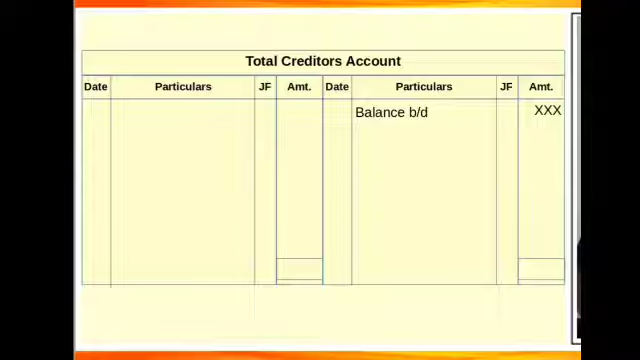 Total Creditors Account
Date Particulars JF Amt. Date Particulars JF Amt.
Balance b/d XXX